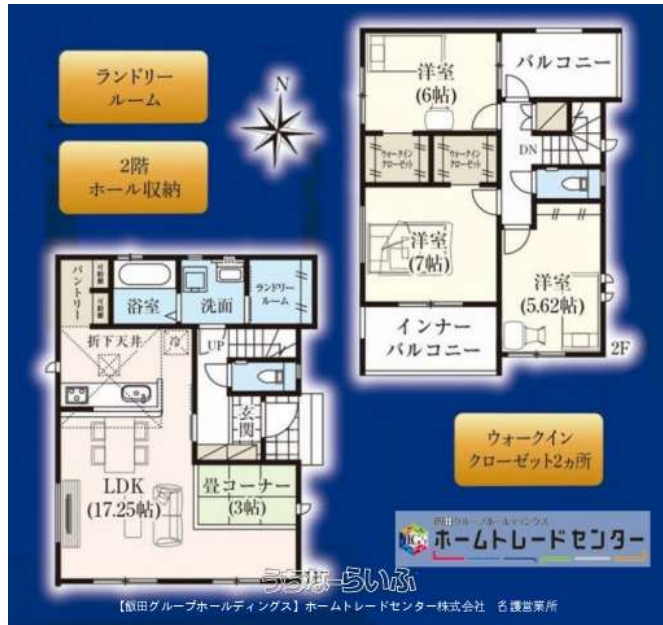 ランドリー
ルーム
2階
ホール収納
N
洋室
(6帖)
バルコニー
ウォークイン
クローゼット
ウォークイン
クローゼット
DN
洋室
(7帖)
洋室
(5.62帖)
インナー
バルコニー
2F
パントリー
可動棚
可動棚
浴室
洗面
ランドリー
ルーム
折下天井
冷
UP
玄関
LDK
(17.25帖)
畳コーナー
(3帖)
ウォークイン
クローゼット2ヵ所
飯田グループホールディングス
ホームトレードセンター
うちなーらいふ
【飯田グループホールディングス】ホームトレードセンター株式会社 名護営業所